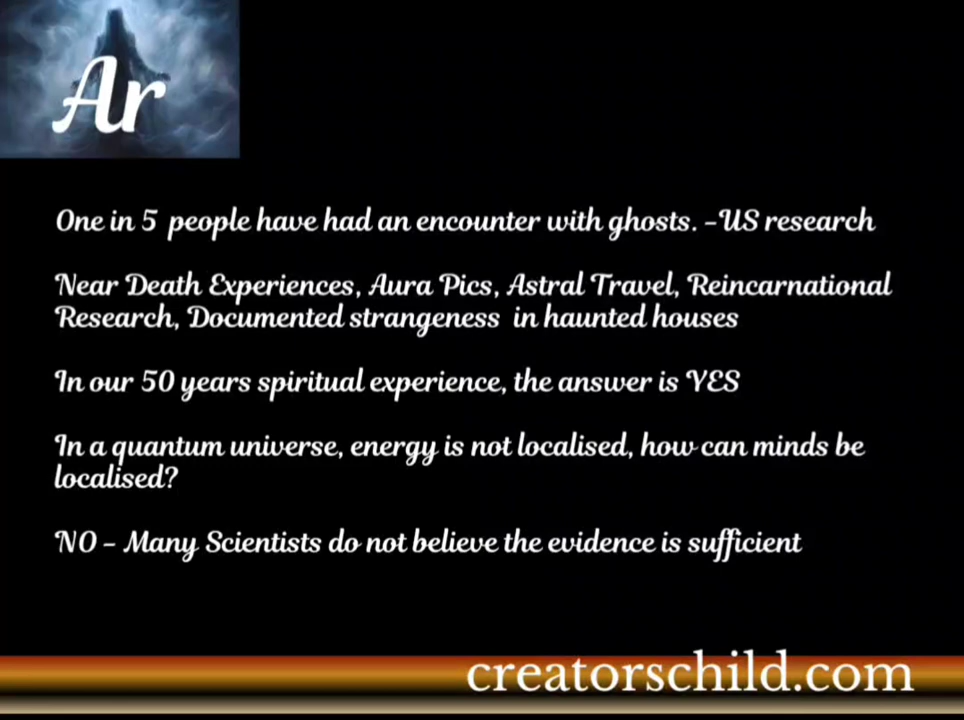 Ar
One in 5 people have had an encounter with ghosts. -US research
Near Death Experiences, Aura Pics, Astral Travel, Reincarnational
Research, Documented strangeness in haunted houses
In our 50 years spiritual experience, the answer is YES
In a quantum universe, energy is not localised, how can minds be
localised?
NO - Many Scientists do not believe the evidence is sufficient
creatorschild.com